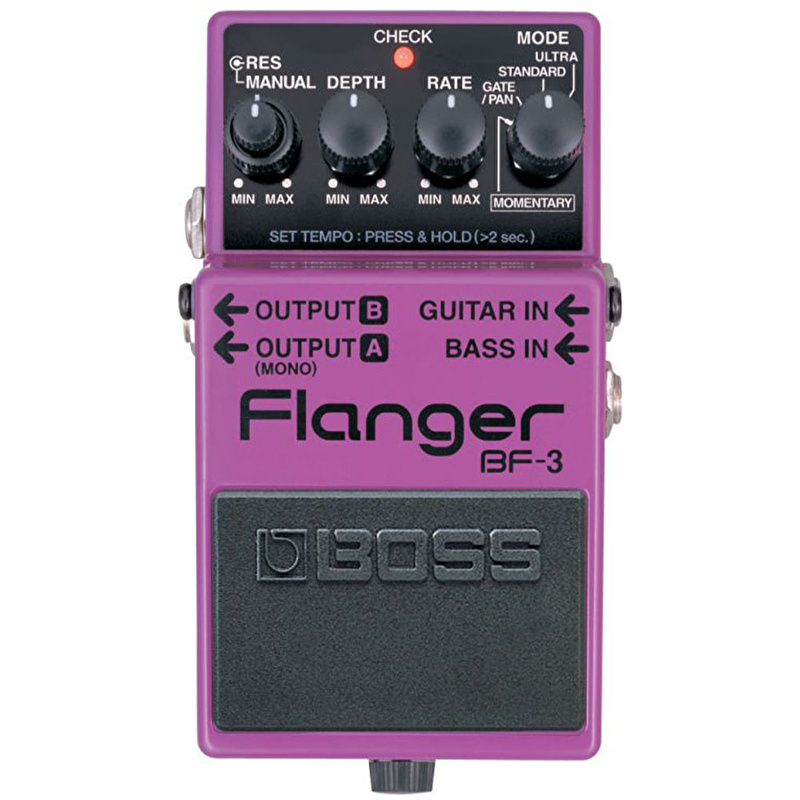 CHECK
MODE
RES
MANUAL
DEPTH
RATE
ULTRA
STANDARD
GATE
/PAN
MIN MAX
MIN MAX
MIN MAX
MOMENTARY
SET TEMPO : PRESS & HOLD (>2 sec.)
OUTPUT B
GUITAR IN
OUTPUT A
(MONO)
BASS IN
Flanger
BF-3
BOSS